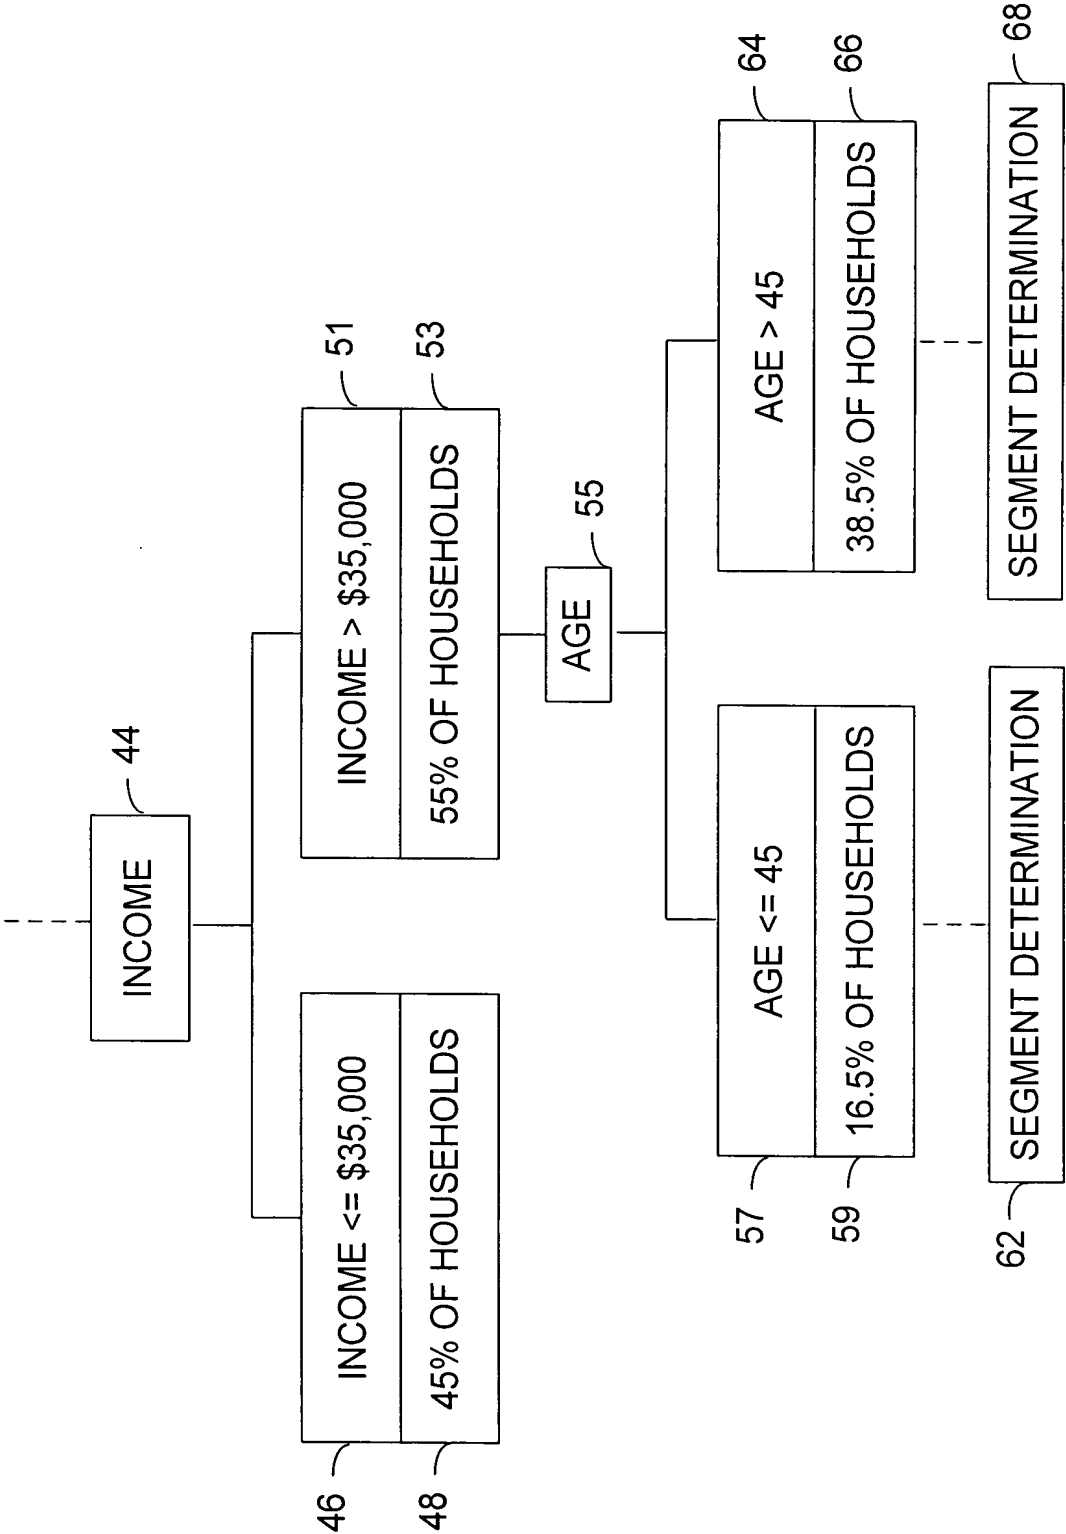 INCOME
44
INCOME <= $35,000
46
45% OF HOUSEHOLDS
48
INCOME > $35,000
51
55% OF HOUSEHOLDS
53
AGE
55
AGE <= 45
57
16.5% OF HOUSEHOLDS
59
SEGMENT DETERMINATION
62
AGE > 45
64
38.5% OF HOUSEHOLDS
66
SEGMENT DETERMINATION
68